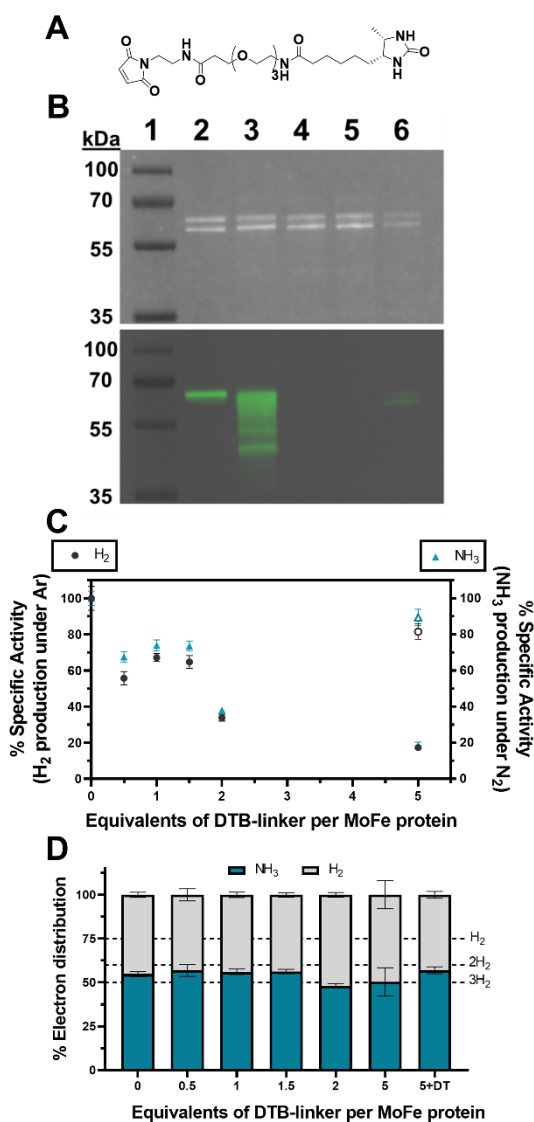 A
O
N
O
H
N
O
O
3
N
H
O
HN
NH
O
B
kDa 1 2 3 4 5 6
100
70
55
35
100
70
55
35
C
H2 NH3
% Specific Activity
(H2 production under Ar)
100
80
60
40
20
0
100
80
60
40
20
0
% Specific Activity
(NH3 production under N2)
0 1 2 3 4 5
Equivalents of DTB-linker per MoFe protein
D
NH3 H2
% Electron distribution
100
75
50
25
0
H2
2H2
3H2
0 0.5 1 1.5 2 5 5+DT
Equivalents of DTB-linker per MoFe protein